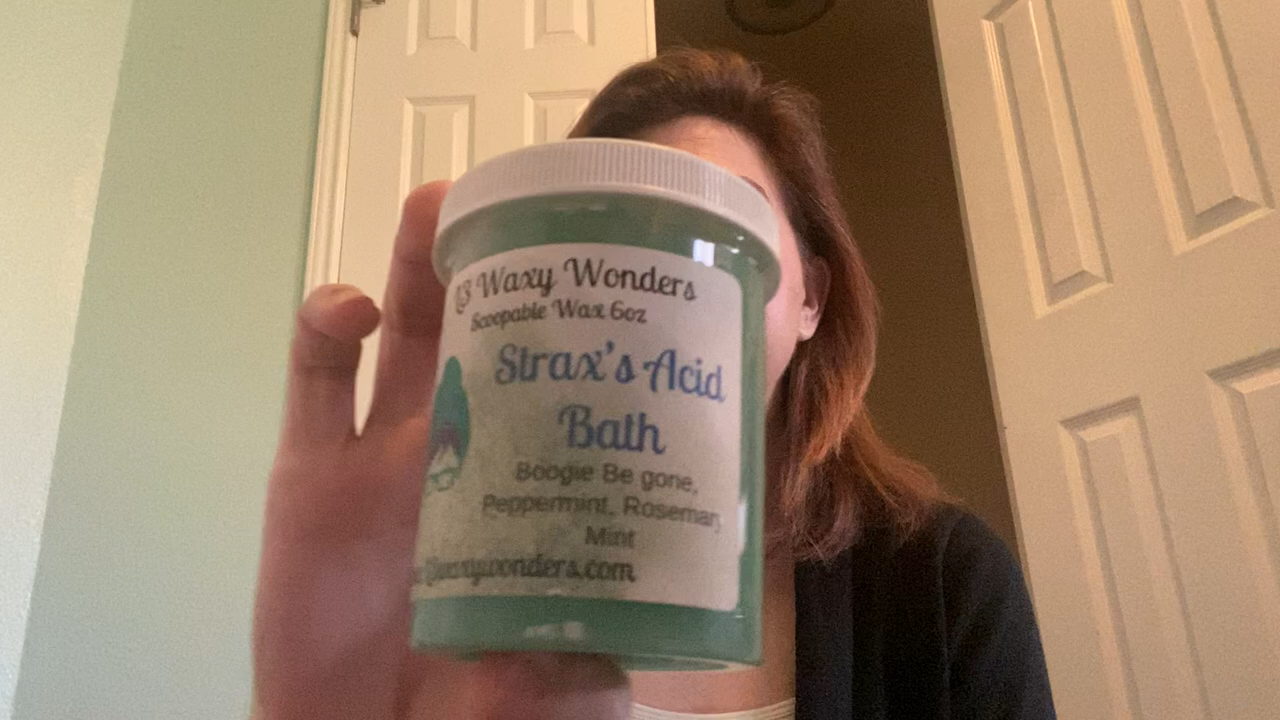 Waxy Wonders
Scoopable Wax 6oz
Strax's Acid
Bath
Boogie Be gone,
Peppermint, Rosemary
Mint